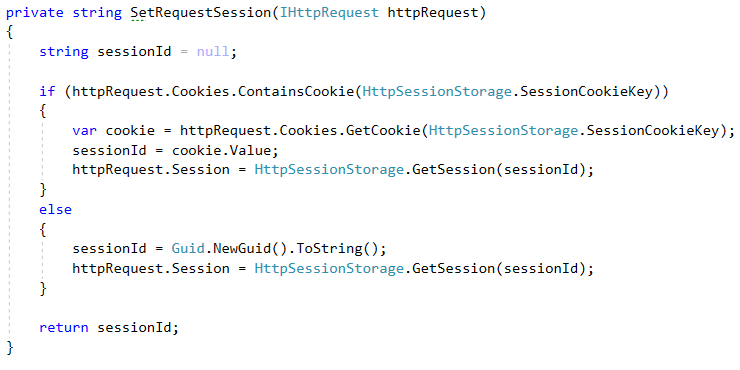 private string SetRequestSession(IHttpRequest httpRequest)
{
    string sessionId = null;

    if (httpRequest.Cookies.ContainsCookie(HttpSessionStorage.SessionCookieKey))
    {
        var cookie = httpRequest.Cookies.GetCookie(HttpSessionStorage.SessionCookieKey);
        sessionId = cookie.Value;
        httpRequest.Session = HttpSessionStorage.GetSession(sessionId);
    }
    else
    {
        sessionId = Guid.NewGuid().ToString();
        httpRequest.Session = HttpSessionStorage.GetSession(sessionId);
    }

    return sessionId;
}